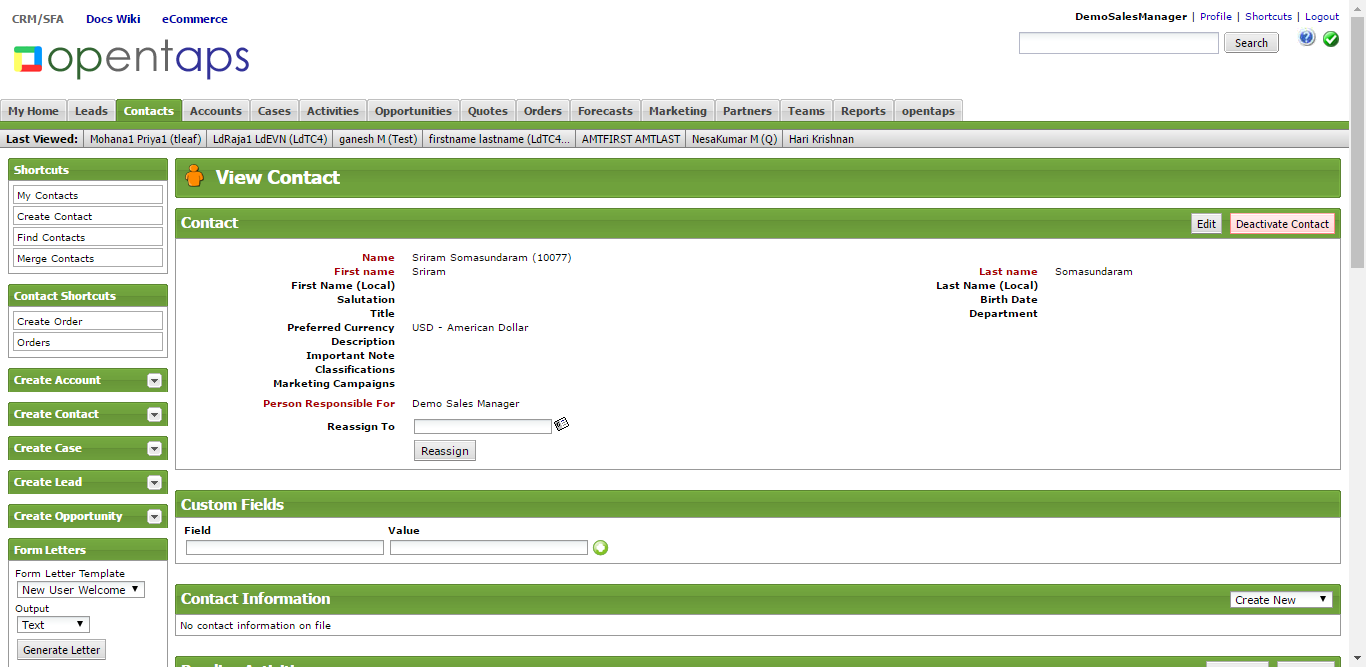 CRM/SFA Docs Wiki eCommerce
DemoSalesManager | Profile | Shortcuts | Logout
opentaps
Search
My Home Leads Contacts Accounts Cases Activities Opportunities Quotes Orders Forecasts Marketing Partners Teams Reports opentaps
Last Viewed: Mohana1 Priya1 (tleaf) LdRaja1 LdEVN (LdTC4) ganesh M (Test) firstname lastname (LdTC4... AMTFIRST AMTLAST NesaKumar M (Q) Hari Krishnan
Shortcuts
My Contacts
Create Contact
Find Contacts
Merge Contacts
Contact Shortcuts
Create Order
Orders
Create Account
Create Contact
Create Case
Create Lead
Create Opportunity
Form Letters
Form Letter Template
New User Welcome
Output
Text
Generate Letter
View Contact
Contact Edit Deactivate Contact
Name Sriram Somasundaram (10077)
First name Sriram Last name Somasundaram
First Name (Local) Last Name (Local)
Salutation Birth Date
Title Department
Preferred Currency USD - American Dollar
Description
Important Note
Classifications
Marketing Campaigns
Person Responsible For Demo Sales Manager
Reassign To
Reassign
Custom Fields
Field Value
Contact Information Create New
No contact information on file